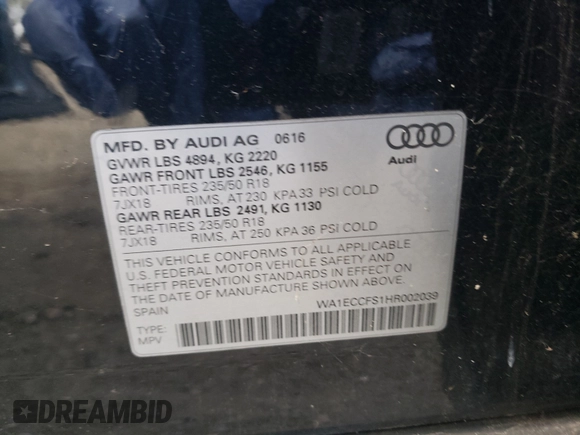 MFD. BY AUDI AG 0616
GVWR LBS 4894, KG 2220
GAWR FRONT LBS 2546, KG 1155
FRONT-TIRES 235/50 R18
7JX18 RIMS, AT 230 KPA 33 PSI COLD
GAWR REAR LBS 2491, KG 1130
REAR-TIRES 235/50 R18
7JX18 RIMS, AT 250 KPA 36 PSI COLD
Audi
THIS VEHICLE CONFORMS TO ALL APPLICABLE
U.S. FEDERAL MOTOR VEHICLE SAFETY AND
THEFT PREVENTION STANDARDS IN EFFECT ON
THE DATE OF MANUFACTURE SHOWN ABOVE.
SPAIN
WA1ECCFS1HR002039
TYPE:
MPV
DREAMBID